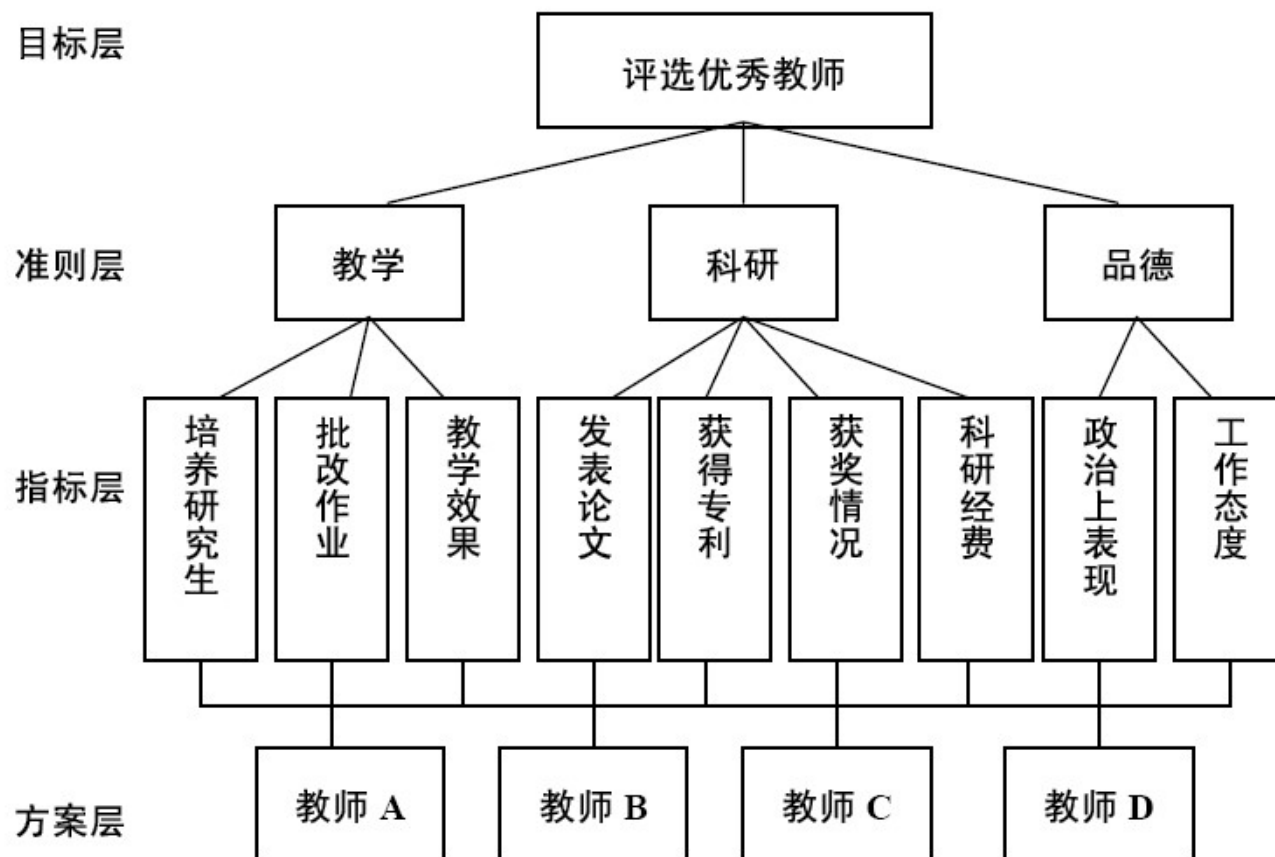 目标层
评选优秀教师
准则层
教学
科研
品德
指标层
培养研究生
批改作业
教学效果
发表论文
获得专利
获奖情况
科研经费
政治上表现
工作态度
方案层
教师 A
教师 B
教师 C
教师 D